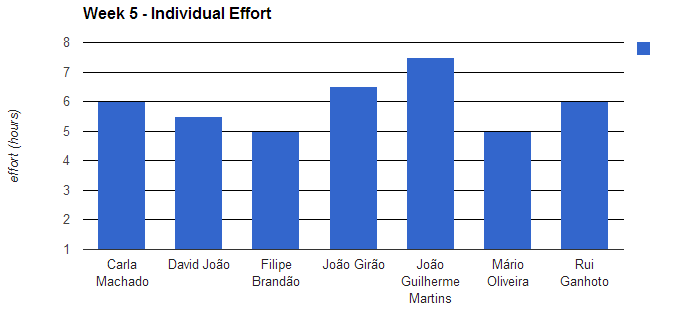 Week 5 - Individual Effort
effort (hours)
8
7
6
5
4
3
2
1
Carla
Machado
David João
Filipe
Brandão
João Girão
João
Guilherme
Martins
Mário
Oliveira
Rui
Ganhoto